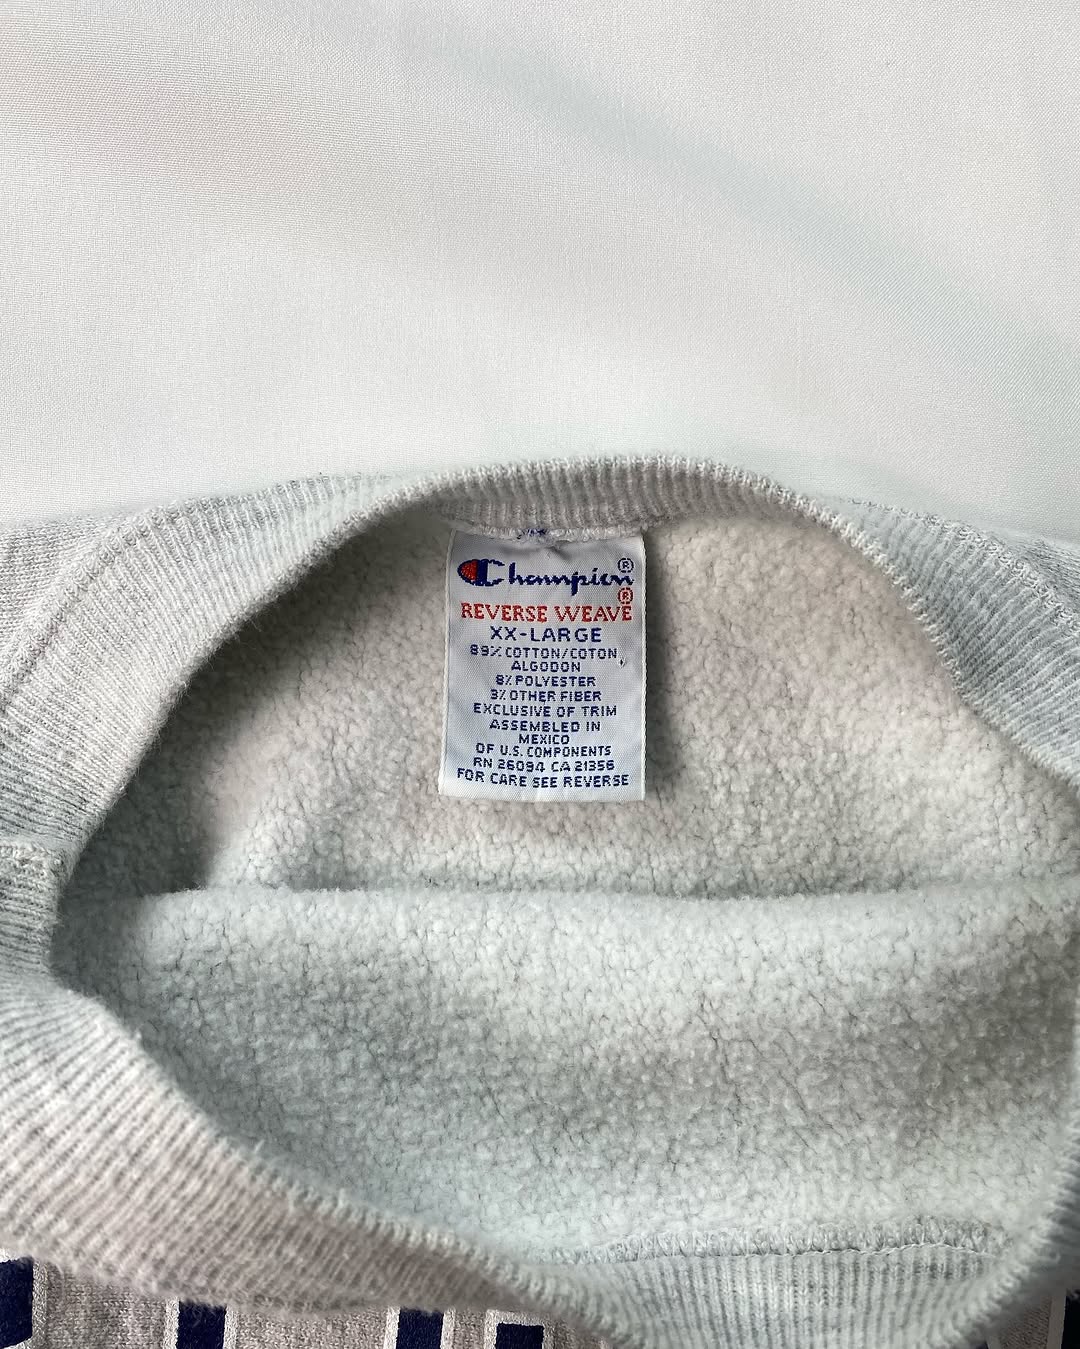 Champion®
REVERSE WEAVE®
XX-LARGE
89% COTTON/COTON,
ALGODON
8% POLYESTER
3% OTHER FIBER
EXCLUSIVE OF TRIM
ASSEMBLED IN
MEXICO
OF U.S. COMPONENTS
RN 26094 CA 21356
FOR CARE SEE REVERSE